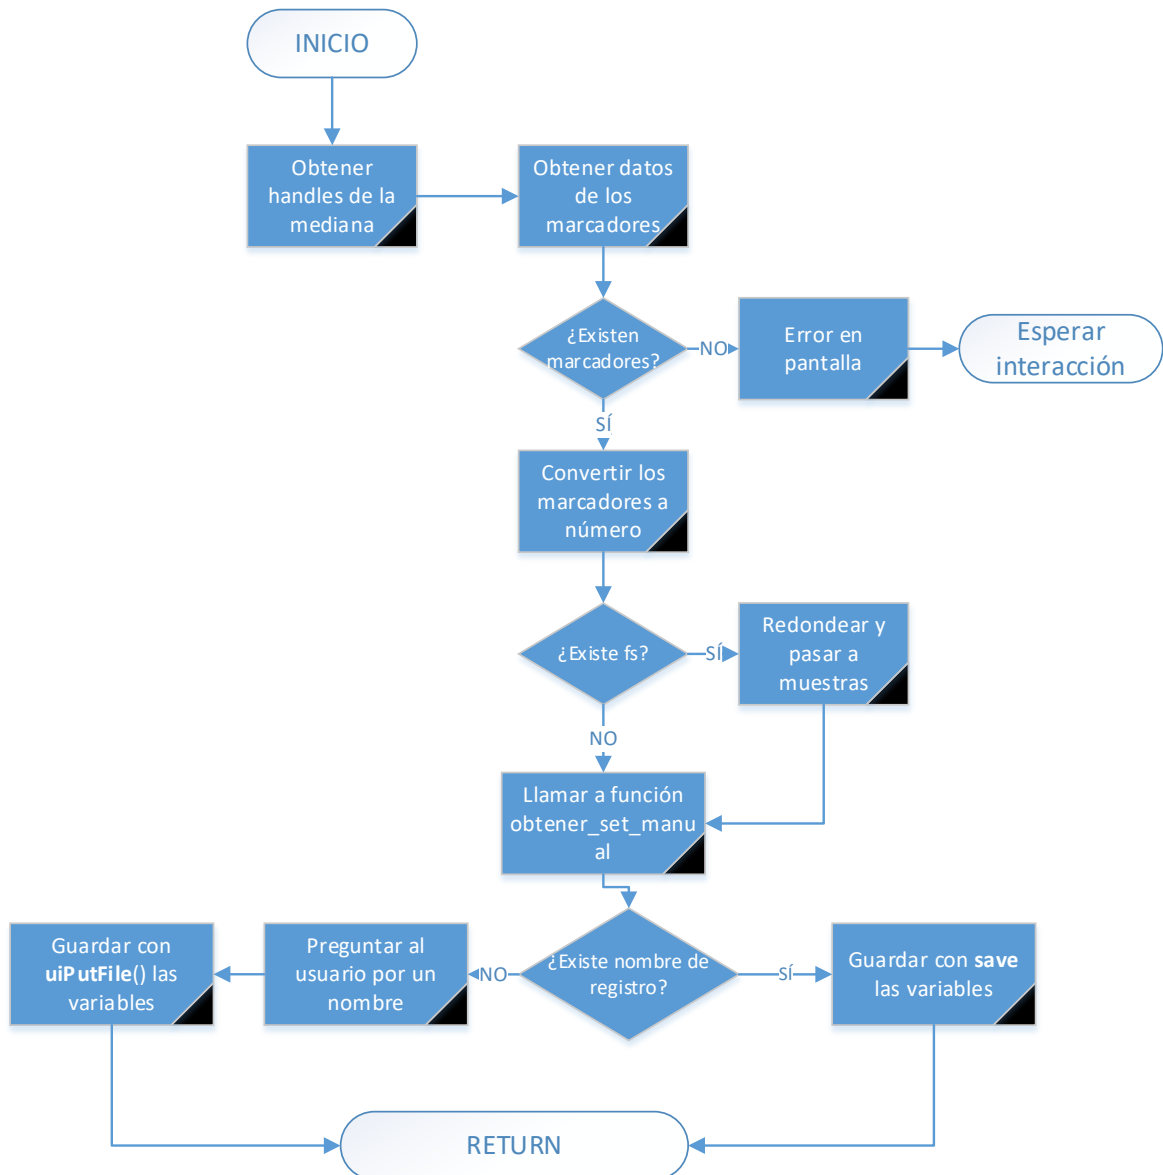 INICIO
Obtener
handles de la
mediana
Obtener datos
de los
marcadores
¿Existen
marcadores?
NO
Error en
pantalla
Esperar
interacción
SÍ
Convertir los
marcadores a
número
¿Existe fs?
SÍ
Redondear y
pasar a
muestras
NO
Llamar a función
obtener_set_manu
al
¿Existe nombre de
registro?
NO
Preguntar al
usuario por un
nombre
Guardar con
uiPutFile() las
variables
SÍ
Guardar con save
las variables
RETURN